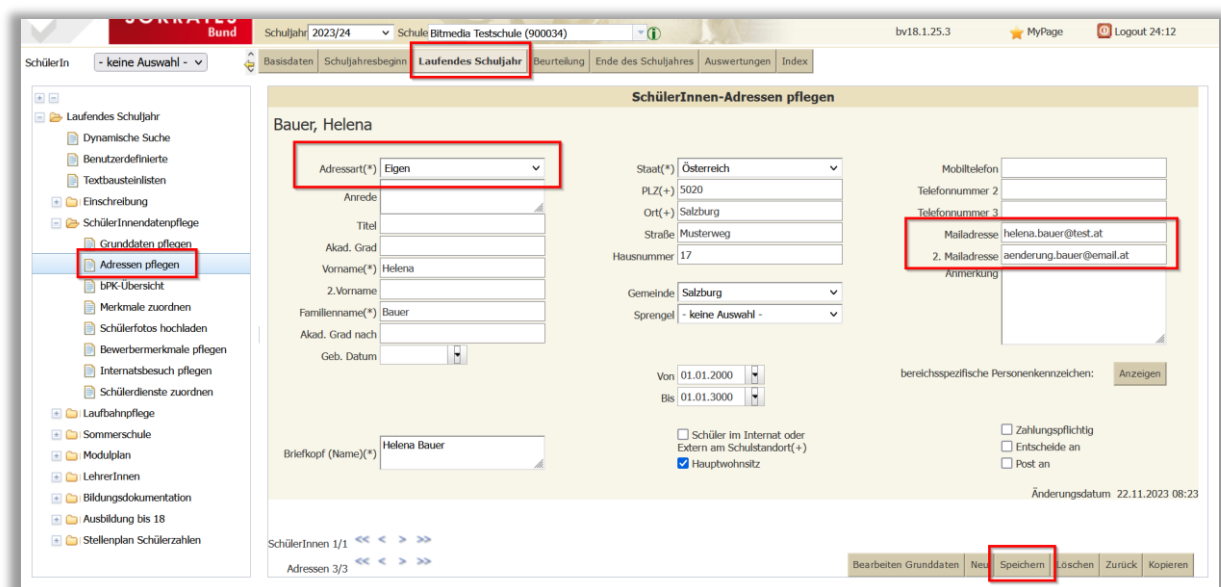 SOKRATES
Bund
Schuljahr 2023/24 Schule Bitmedia Testschule (900034) bv18.1.25.3 MyPage Logout 24:12
SchülerIn - keine Auswahl -
Basisdaten Schuljahresbeginn Laufendes Schuljahr Beurteilung Ende des Schuljahres Auswertungen Index
Laufendes Schuljahr
Dynamische Suche
Benutzerdefinierte
Textbausteinlisten
Einschreibung
SchülerInnendatenpflege
Grunddaten pflegen
Adressen pflegen
bPK-Übersicht
Merkmale zuordnen
Schülerfotos hochladen
Bewerbermerkmale pflegen
Internatsbesuch pflegen
Schülerdienste zuordnen
Laufbahnpflege
Sommerschule
Modulplan
LehrerInnen
Bildungsdokumentation
Ausbildung bis 18
Stellenplan Schülerzahlen
SchülerInnen-Adressen pflegen
Bauer, Helena
Adressart(*) Eigen
Anrede
Titel
Akad. Grad
Vorname(*) Helena
2.Vorname
Familienname(*) Bauer
Akad. Grad nach
Geb. Datum
Briefkopf (Name)(*) Helena Bauer
Staat(*) Österreich
PLZ(+) 5020
Ort(+) Salzburg
Straße Musterweg
Hausnummer 17
Gemeinde Salzburg
Sprengel - keine Auswahl -
Von 01.01.2000
Bis 01.01.3000
Schüler im Internat oder
Extern am Schulstandort(+)
Hauptwohnsitz
Mobiltelefon
Telefonnummer 2
Telefonnummer 3
Mailadresse helena.bauer@test.at
2. Mailadresse aenderung.bauer@email.at
Anmerkung
bereichsspezifische Personenkennzeichen: Anzeigen
Zahlungspflichtig
Entscheide an
Post an
Änderungsdatum 22.11.2023 08:23
SchülerInnen 1/1 << < > >>
Adressen 3/3 << < > >>
Bearbeiten Grunddaten Neu Speichern Löschen Zurück Kopieren